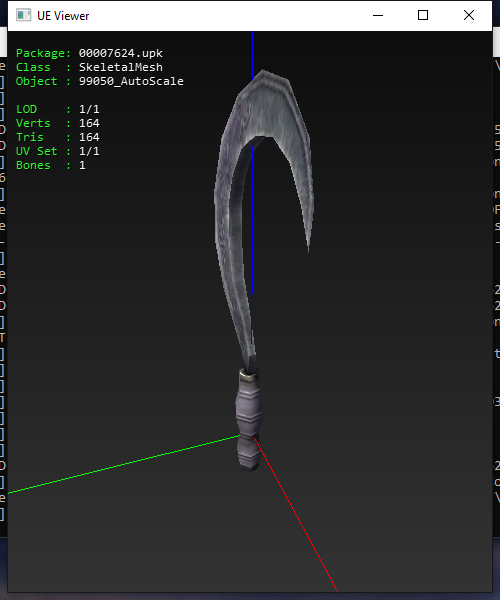 UE Viewer
Package: 00007624.upk
Class  : SkeletalMesh
Object : 99050_AutoScale
LOD    : 1/1
Verts  : 164
Tris   : 164
UV Set : 1/1
Bones  : 1